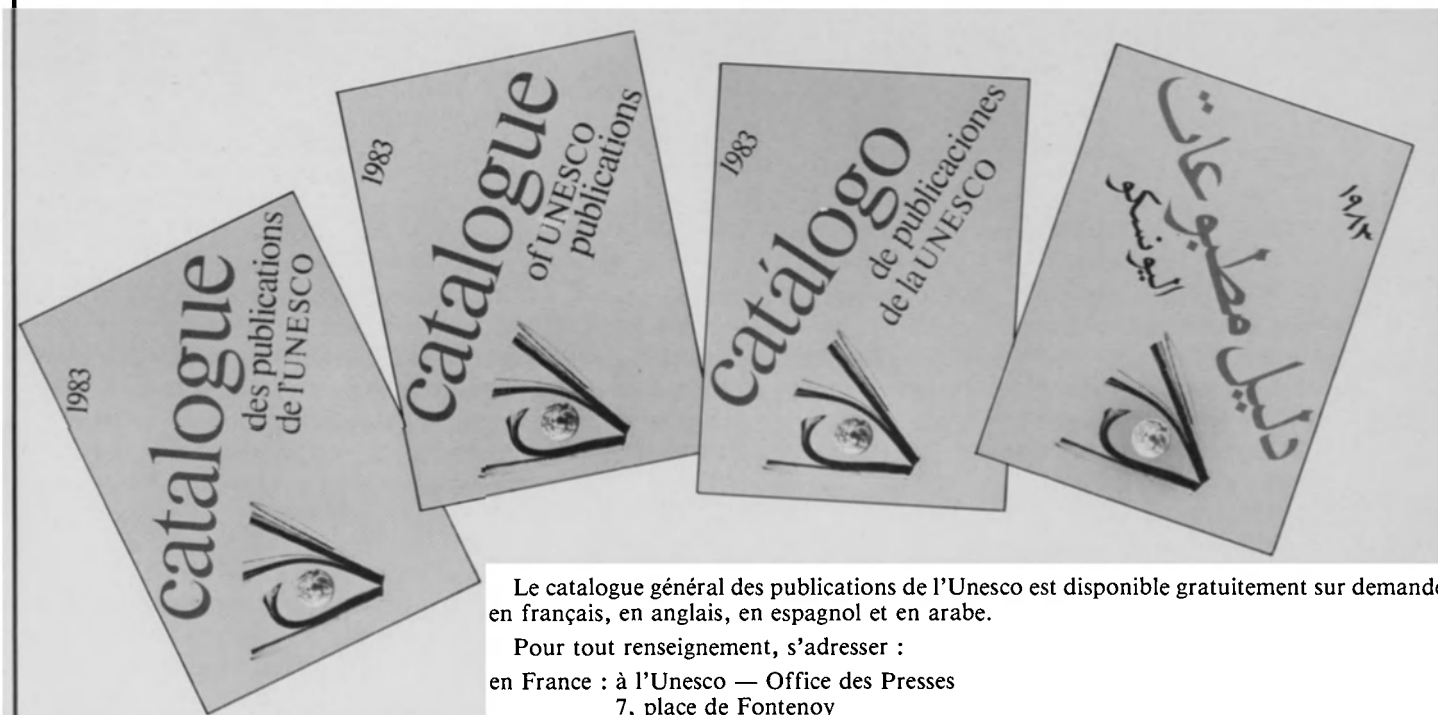 1983
catalogue
des publications
de l'UNESCO
1983
catalogue
of UNESCO
publications
1983
catálogo
de publicaciones
de la UNESCO
١٩٨٣
دليل مطبوعات
اليونسكو
Le catalogue général des publications de l'Unesco est disponible gratuitement sur demande
en français, en anglais, en espagnol et en arabe.
Pour tout renseignement, s'adresser :
en France : à l'Unesco — Office des Presses
7, place de Fontenoy